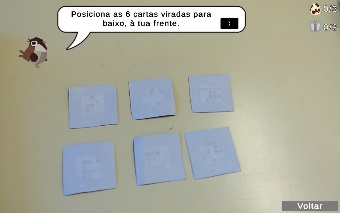 Posiciona as 6 cartas viradas para
baixo, à tua frente.
Voltar